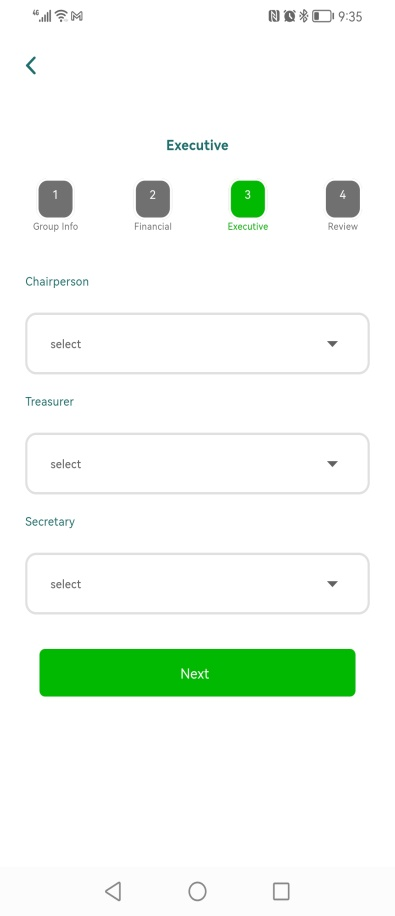 4G 9:35
Executive
1 2 3 4
Group Info Financial Executive Review
Chairperson
select
Treasurer
select
Secretary
select
Next